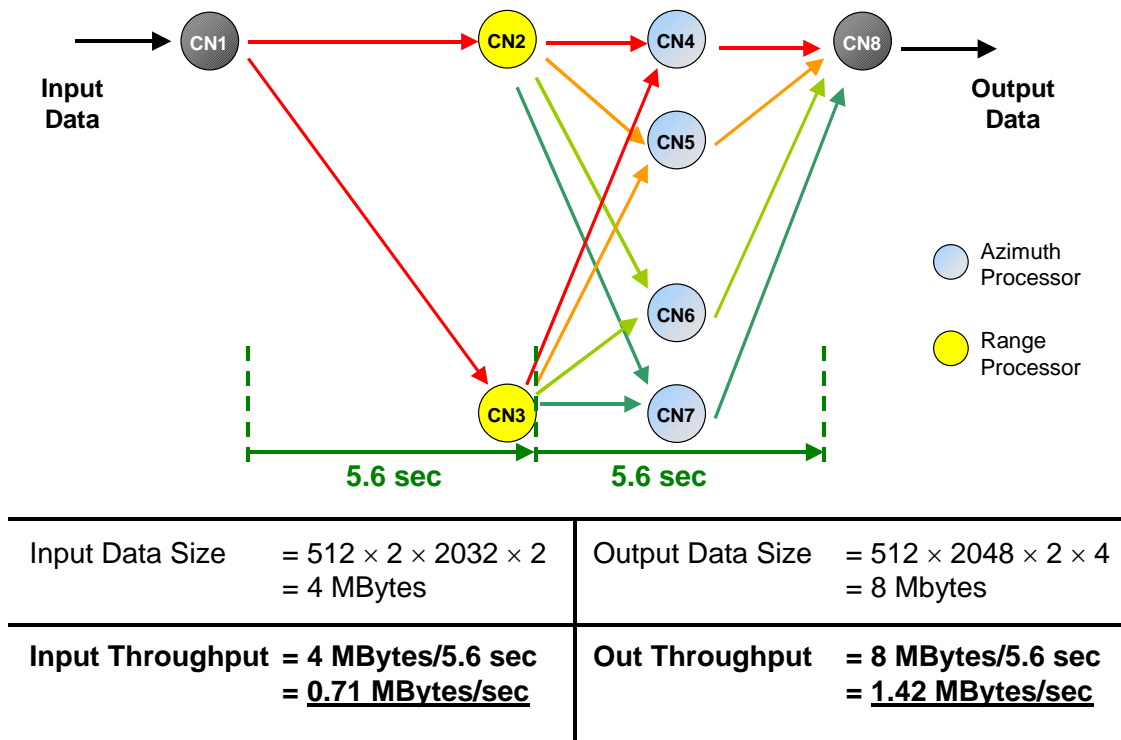 CN1
CN2
CN4
CN8
Input
Data
Output
Data
CN5
Azimuth
Processor
CN6
Range
Processor
CN3
CN7
5.6 sec
5.6 sec
Input Data Size = 512 × 2 × 2032 × 2
= 4 MBytes
Output Data Size = 512 × 2048 × 2 × 4
= 8 Mbytes
Input Throughput = 4 MBytes/5.6 sec
= 0.71 MBytes/sec
Out Throughput = 8 MBytes/5.6 sec
= 1.42 MBytes/sec